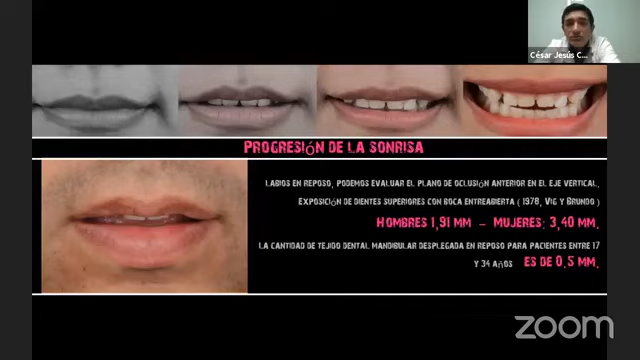 César Jesús C...
PROGRESIÓN DE LA SONRISA
LABIOS EN REPOSO, PODEMOS EVALUAR EL PLANO DE OCLUSIÓN ANTERIOR EN EL EJE VERTICAL.,
EXPOSICIÓN DE DIENTES SUPERIORES CON BOCA ENTREABIERTA ( 1978, VIG Y BRUNDO )
HOMBRES 1,91 MM – MUJERES: 3,40 MM.
LA CANTIDAD DE TEJIDO DENTAL MANDIBULAR DESPLEGADA EN REPOSO PARA PACIENTES ENTRE 17
Y 34 AÑOS ES DE 0,5 MM.
zoom